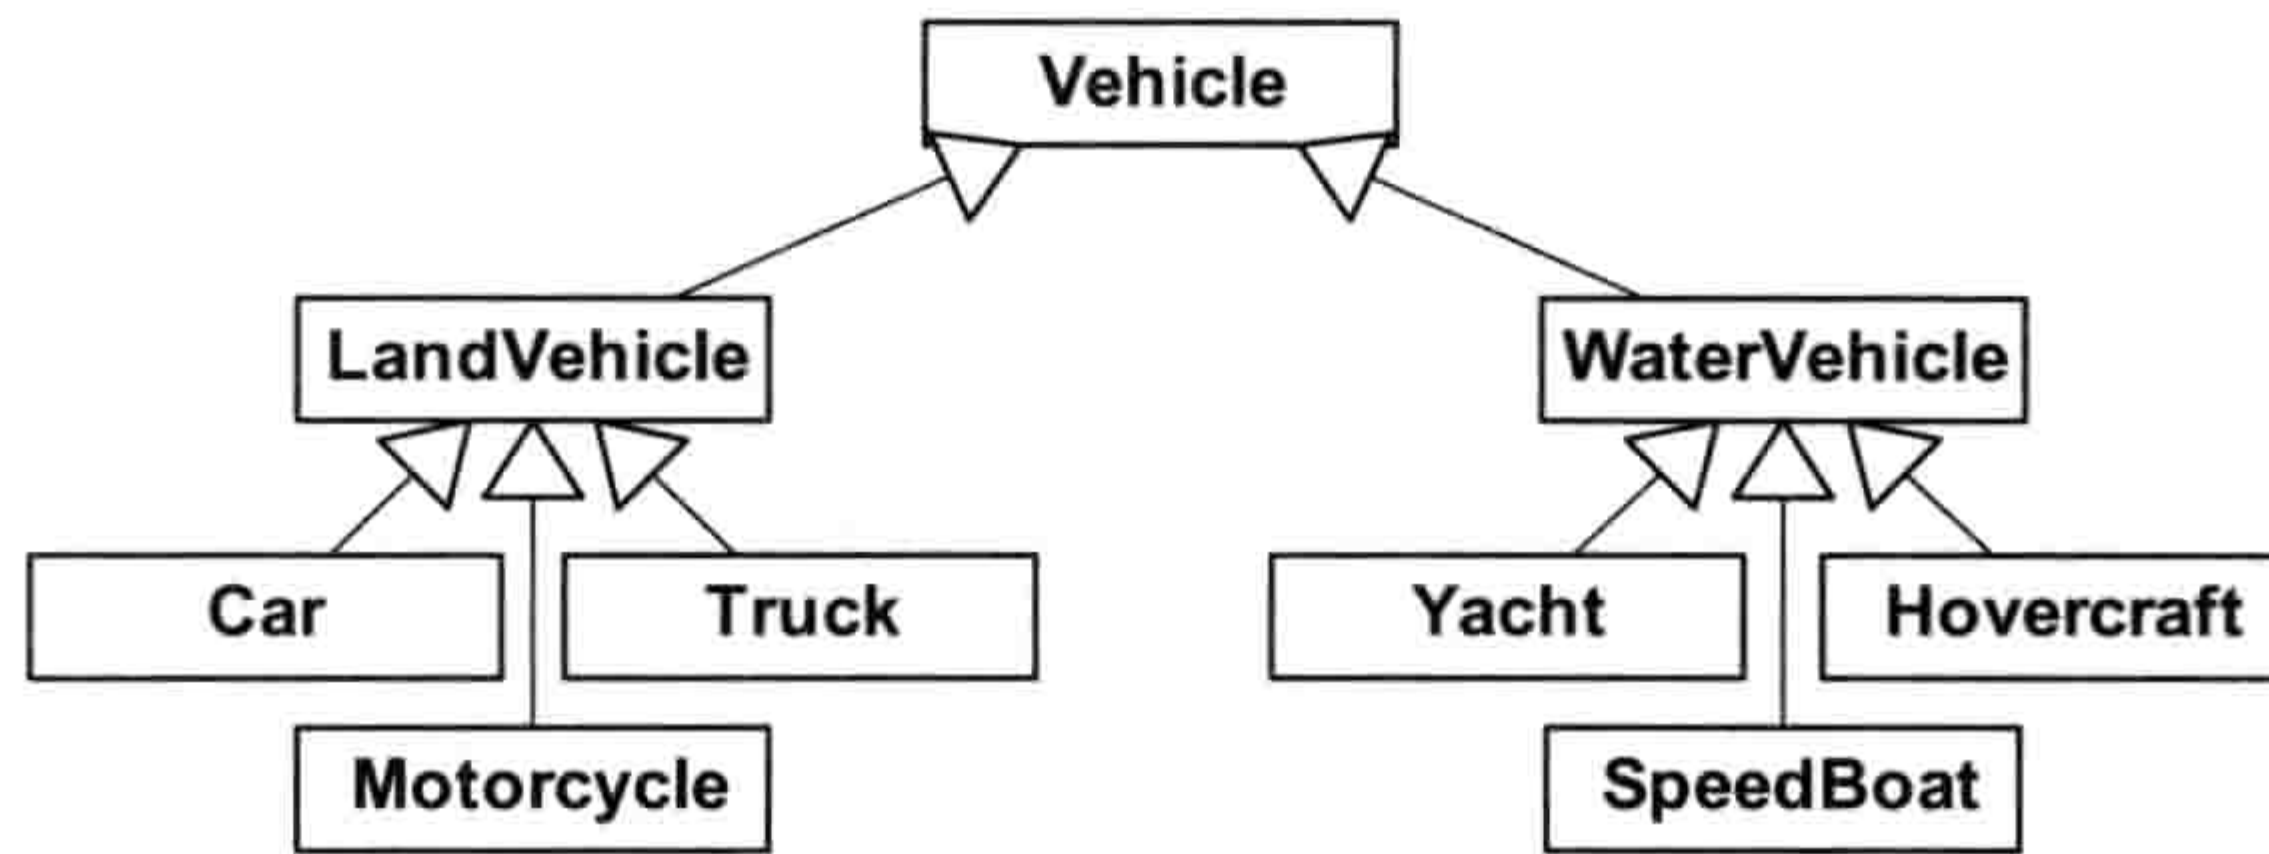 Vehicle
LandVehicle
WaterVehicle
Car
Truck
Yacht
Hovercraft
Motorcycle
SpeedBoat